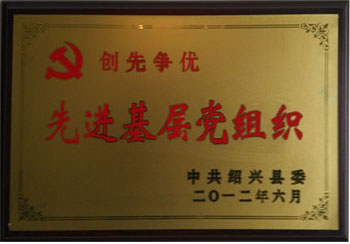 创先争优
先进基层党组织
中共绍兴县委
二〇一二年六月